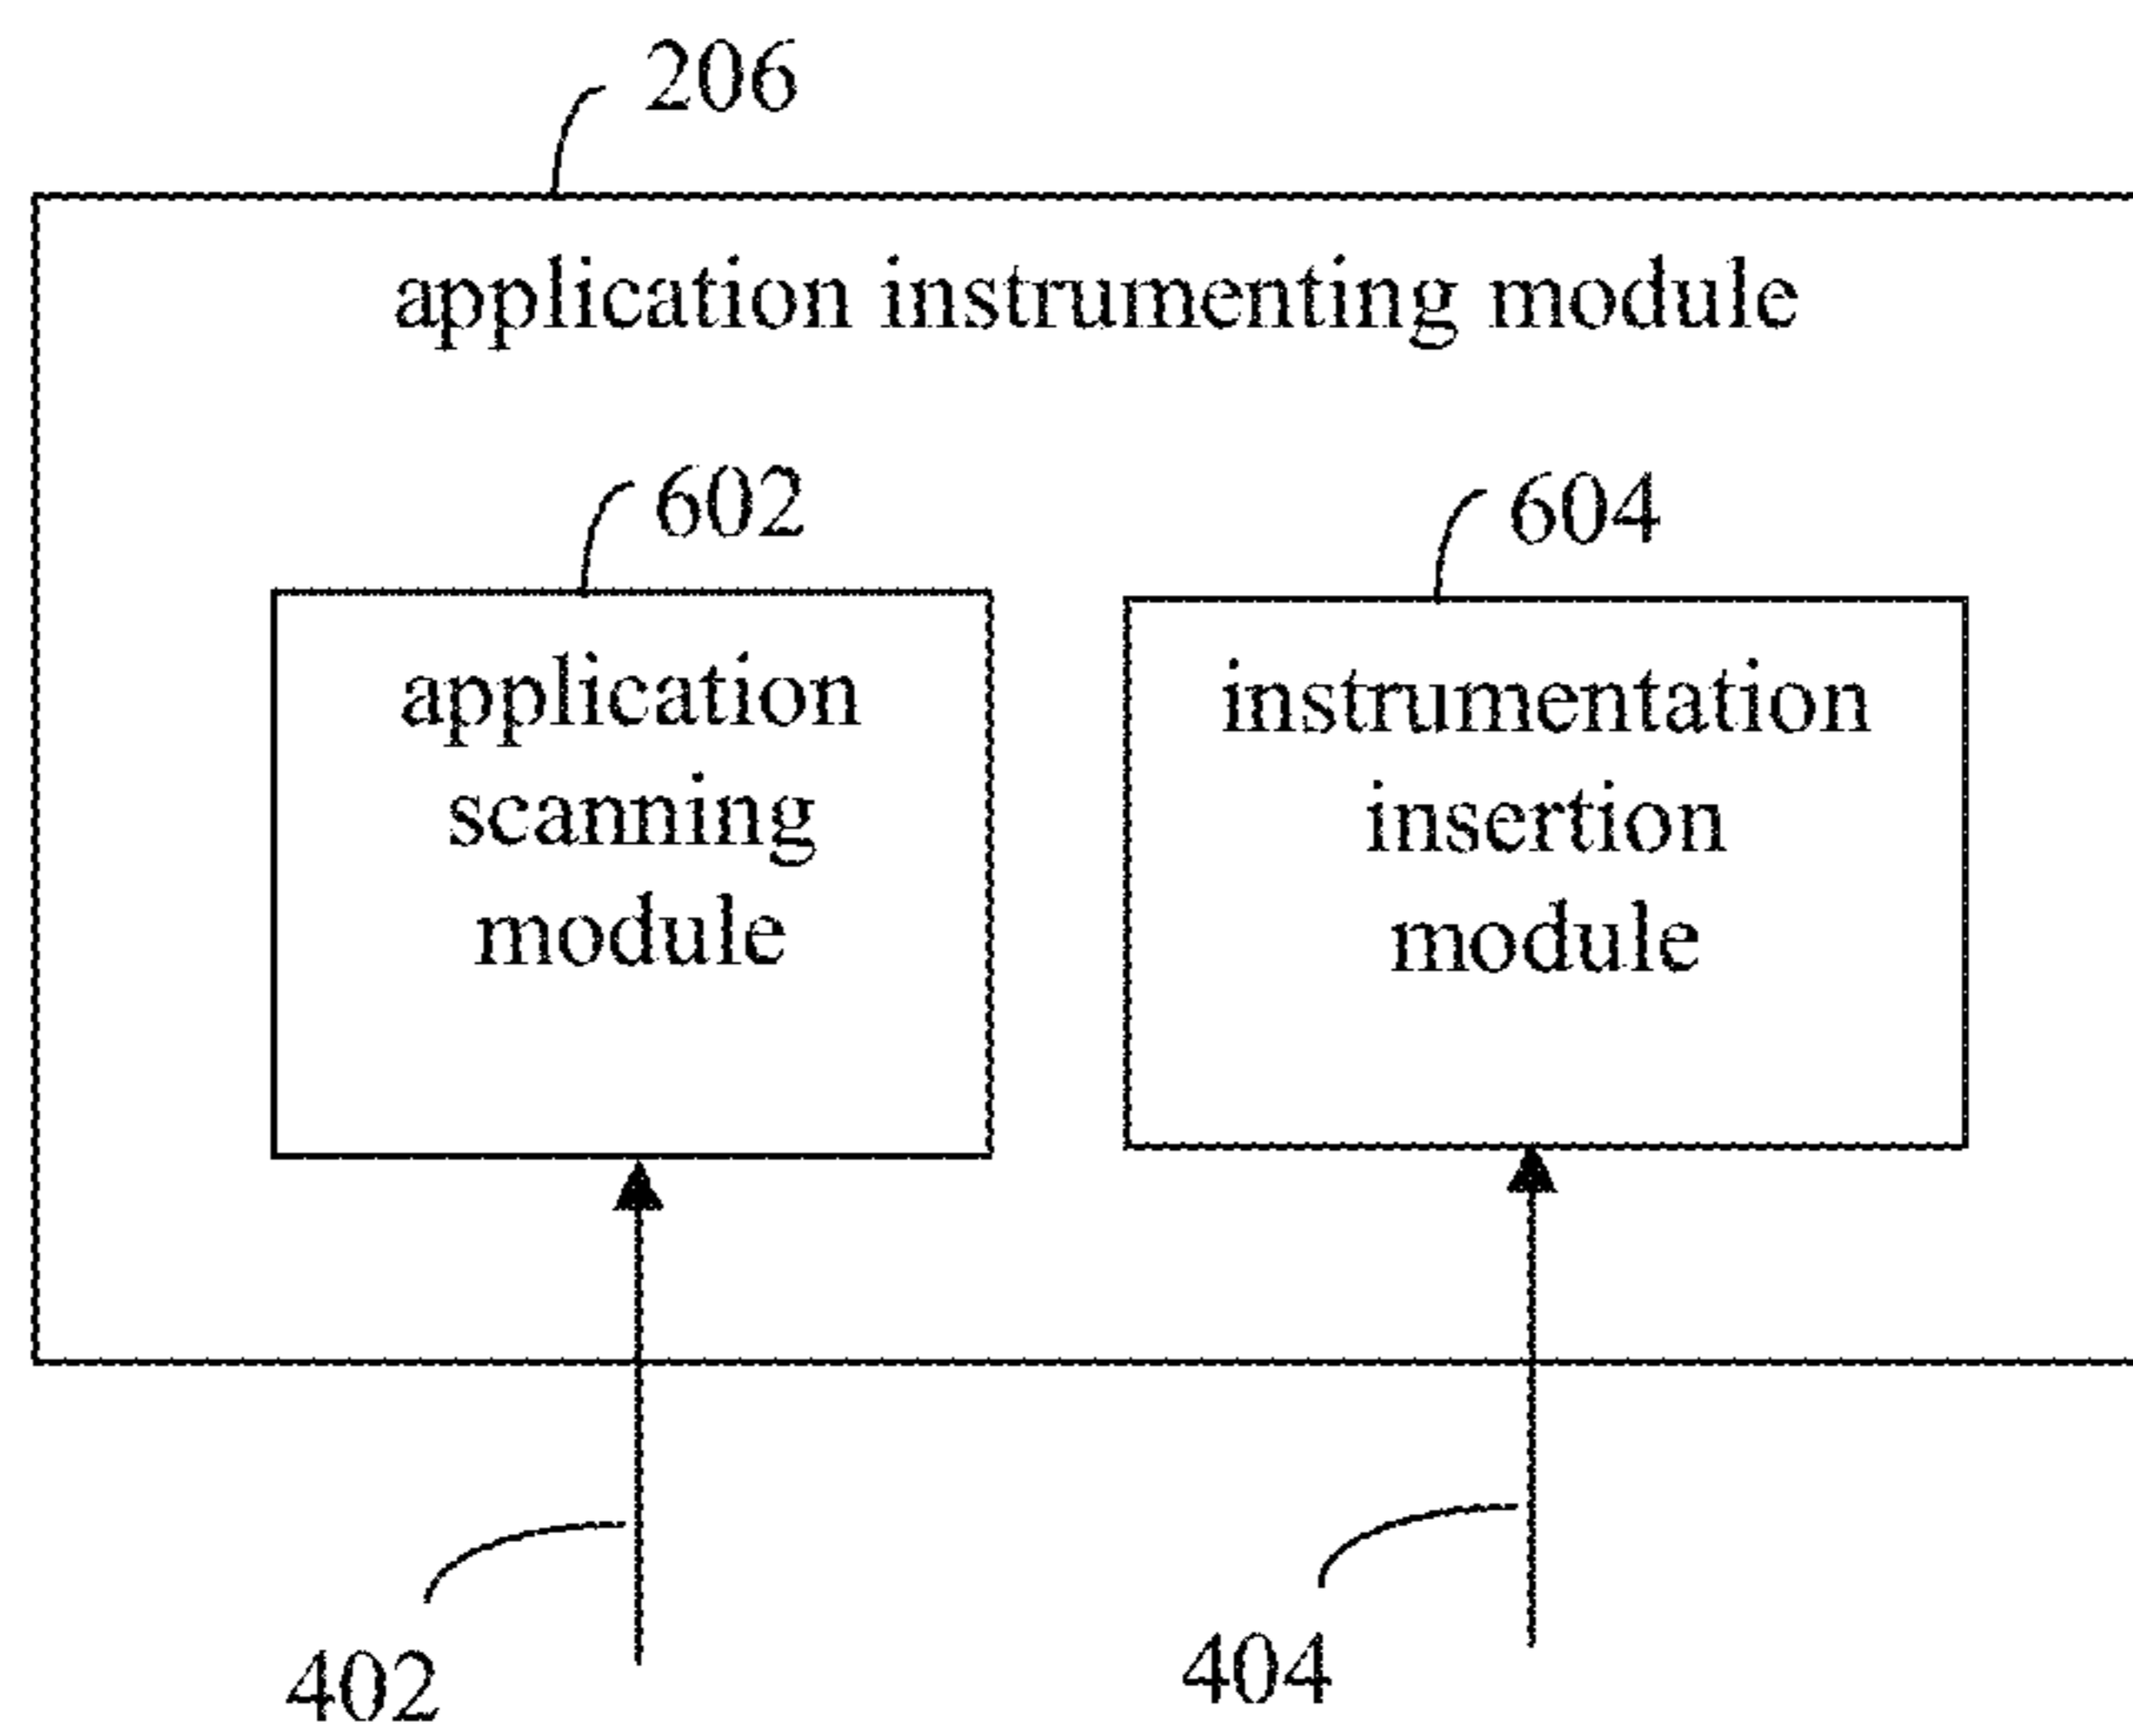 206
application instrumenting module
602
604
application
scanning
module
instrumentation
insertion
module
402
404